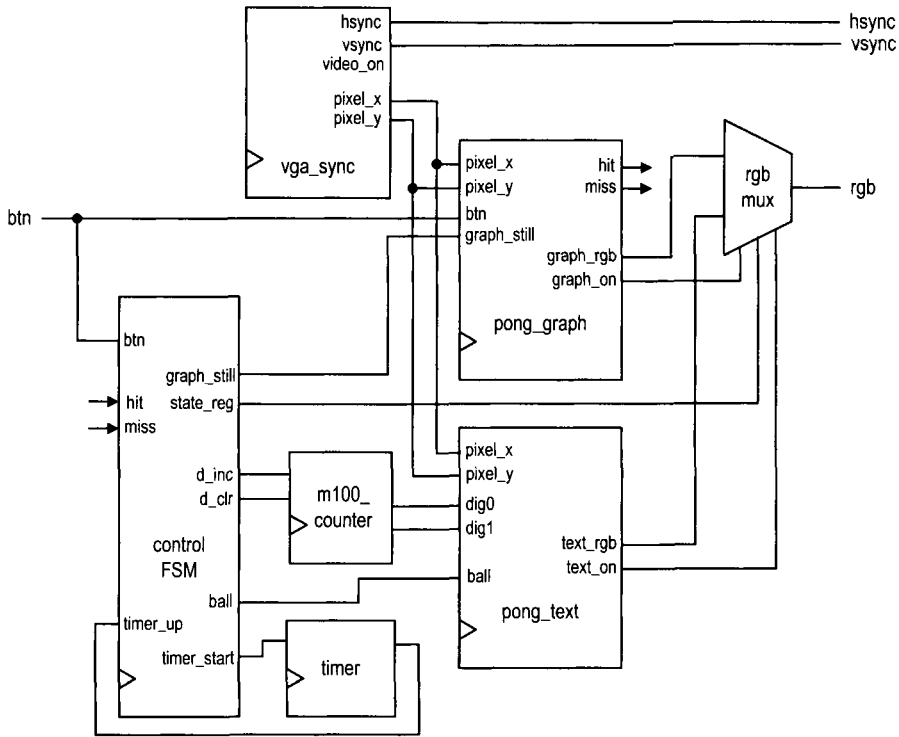 hsync
vsync
video_on
pixel_x
pixel_y
vga_sync
hsync
vsync
btn
pixel_x
pixel_y
btn
graph_still
hit
miss
graph_rgb
graph_on
pong_graph
rgb
mux
rgb
btn
graph_still
state_reg
hit
miss
d_inc
d_clr
control
FSM
ball
timer_up
timer_start
m100_
counter
timer
pixel_x
pixel_y
dig0
dig1
ball
text_rgb
text_on
pong_text